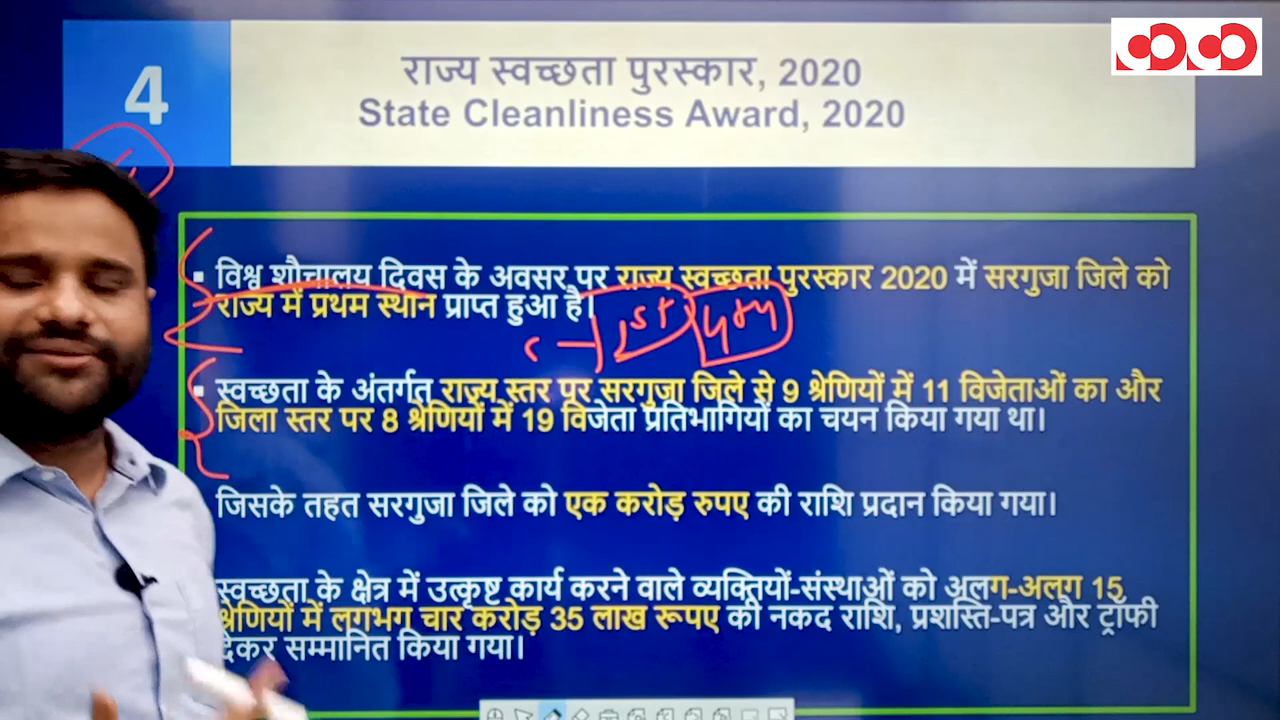 4
राज्य स्वच्छता पुरस्कार, 2020
State Cleanliness Award, 2020
▪ विश्व शौचालय दिवस के अवसर पर राज्य स्वच्छता पुरस्कार 2020 में सरगुजा जिले को
राज्य में प्रथम स्थान प्राप्त हुआ है।
1st
▪ स्वच्छता के अंतर्गत राज्य स्तर पर सरगुजा जिले से 9 श्रेणियों में 11 विजेताओं का और
जिला स्तर पर 8 श्रेणियों में 19 विजेता प्रतिभागियों का चयन किया गया था।
जिसके तहत सरगुजा जिले को एक करोड़ रुपए की राशि प्रदान किया गया।
स्वच्छता के क्षेत्र में उत्कृष्ट कार्य करने वाले व्यक्तियों-संस्थाओं को अलग-अलग 15
श्रेणियों में लगभग चार करोड़ 35 लाख रूपए की नकद राशि, प्रशस्ति-पत्र और ट्रॉफी
देकर सम्मानित किया गया।